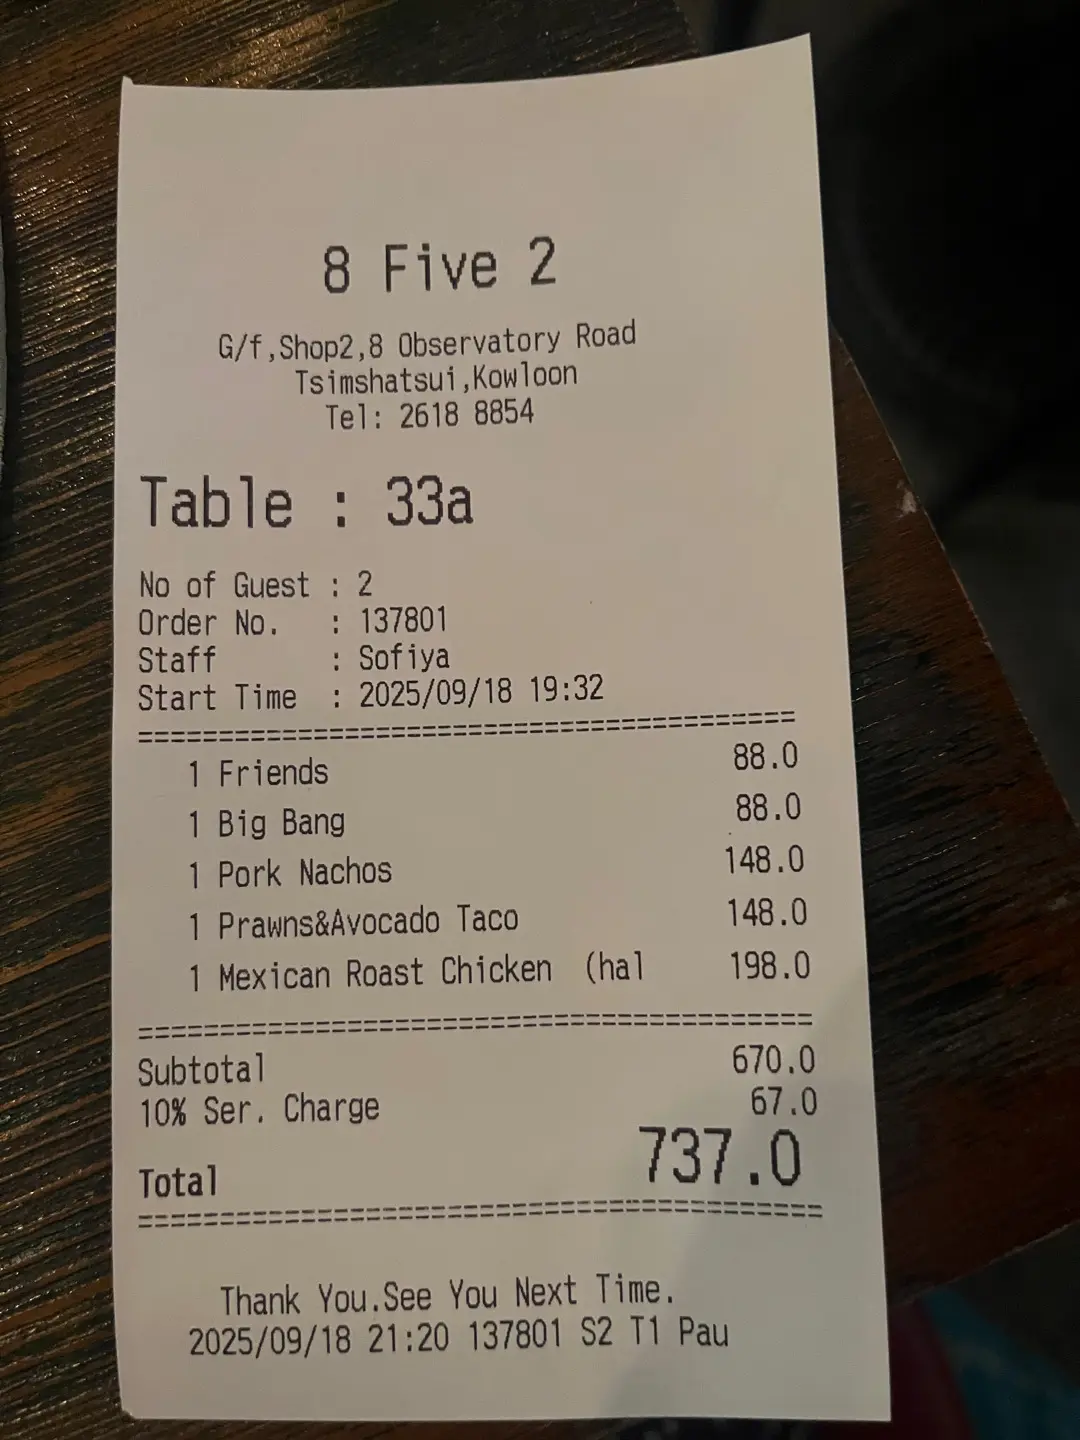 8 Five 2
G/f,Shop2,8 Observatory Road
Tsimshatsui,Kowloon
Tel: 2618 8854
Table : 33a
No of Guest : 2
Order No. : 137801
Staff : Sofiya
Start Time : 2025/09/18 19:32
========================================
1 Friends 88.0
1 Big Bang 88.0
1 Pork Nachos 148.0
1 Prawns&Avocado Taco 148.0
1 Mexican Roast Chicken (hal 198.0
========================================
Subtotal 670.0
10% Ser. Charge 67.0
Total 737.0
========================================
Thank You.See You Next Time.
2025/09/18 21:20 137801 S2 T1 Pau